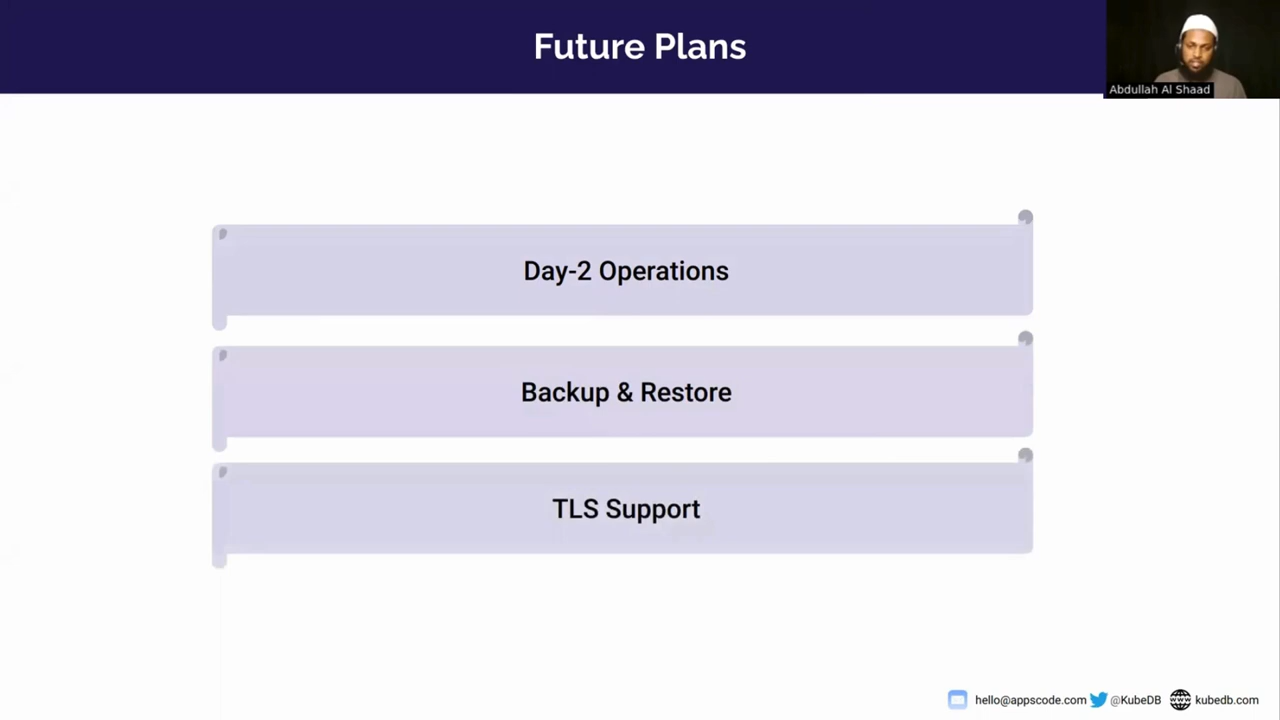 Future Plans
Abdullah Al Shaad
Day-2 Operations
Backup & Restore
TLS Support
hello@appscode.com @KubeDB kubedb.com